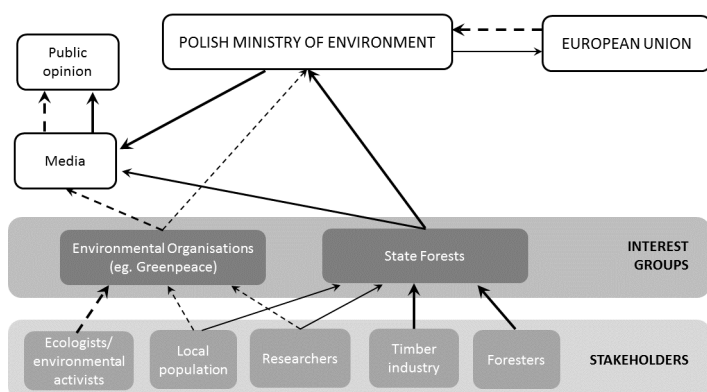 POLISH MINISTRY OF ENVIRONMENT
EUROPEAN UNION
Public
opinion
Media
Environmental Organisations
(eg. Greenpeace)
State Forests
INTEREST
GROUPS
Ecologists/
environmental
activists
Local
population
Researchers
Timber
industry
Foresters
STAKEHOLDERS